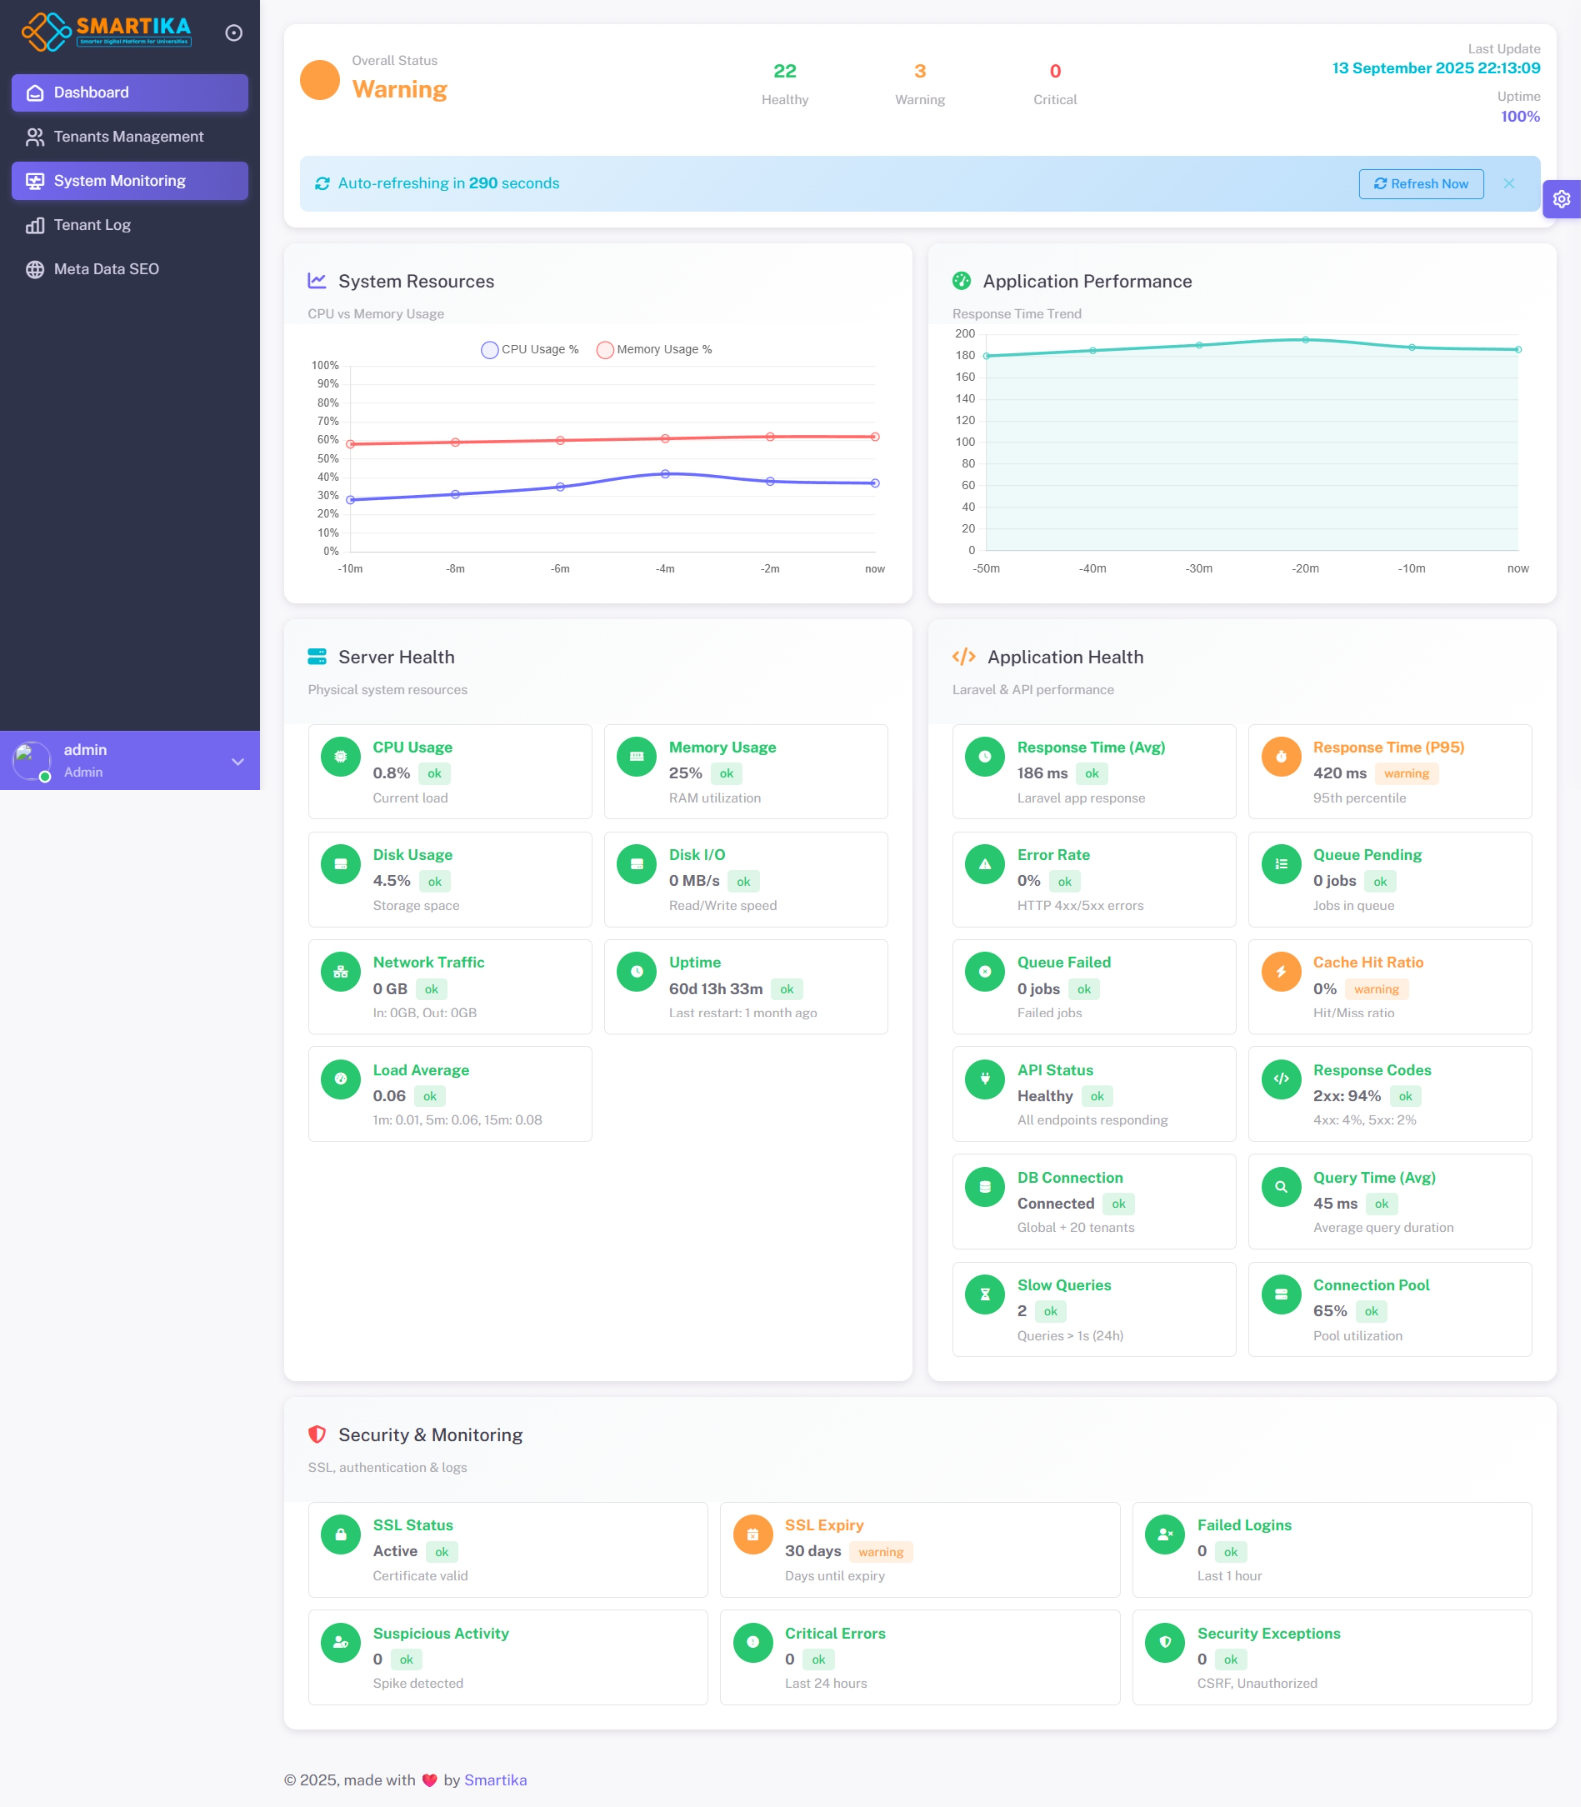 SMARTIKA
Smarter Digital Platform for Universities
Dashboard
Tenants Management
System Monitoring
Tenant Log
Meta Data SEO
admin
Admin
Overall Status
Warning
22
Healthy
3
Warning
0
Critical
Last Update
13 September 2025 22:13:09
Uptime
100%
Auto-refreshing in 290 seconds
Refresh Now
System Resources
CPU vs Memory Usage
CPU Usage %
Memory Usage %
100%
90%
80%
70%
60%
50%
40%
30%
20%
10%
0%
-10m
-8m
-6m
-4m
-2m
now
Application Performance
Response Time Trend
200
180
160
140
120
100
80
60
40
20
0
-50m
-40m
-30m
-20m
-10m
now
Server Health
Physical system resources
CPU Usage
0.8% ok
Current load
Memory Usage
25% ok
RAM utilization
Disk Usage
4.5% ok
Storage space
Disk I/O
0 MB/s ok
Read/Write speed
Network Traffic
0 GB ok
In: 0GB, Out: 0GB
Uptime
60d 13h 33m ok
Last restart: 1 month ago
Load Average
0.06 ok
1m: 0.01, 5m: 0.06, 15m: 0.08
Application Health
Laravel & API performance
Response Time (Avg)
186 ms ok
Laravel app response
Response Time (P95)
420 ms warning
95th percentile
Error Rate
0% ok
HTTP 4xx/5xx errors
Queue Pending
0 jobs ok
Jobs in queue
Queue Failed
0 jobs ok
Failed jobs
Cache Hit Ratio
0% warning
Hit/Miss ratio
API Status
Healthy ok
All endpoints responding
Response Codes
2xx: 94% ok
4xx: 4%, 5xx: 2%
DB Connection
Connected ok
Global + 20 tenants
Query Time (Avg)
45 ms ok
Average query duration
Slow Queries
2 ok
Queries > 1s (24h)
Connection Pool
65% ok
Pool utilization
Security & Monitoring
SSL, authentication & logs
SSL Status
Active ok
Certificate valid
SSL Expiry
30 days warning
Days until expiry
Failed Logins
0 ok
Last 1 hour
Suspicious Activity
0 ok
Spike detected
Critical Errors
0 ok
Last 24 hours
Security Exceptions
0 ok
CSRF, Unauthorized
© 2025, made with ❤️ by Smartika